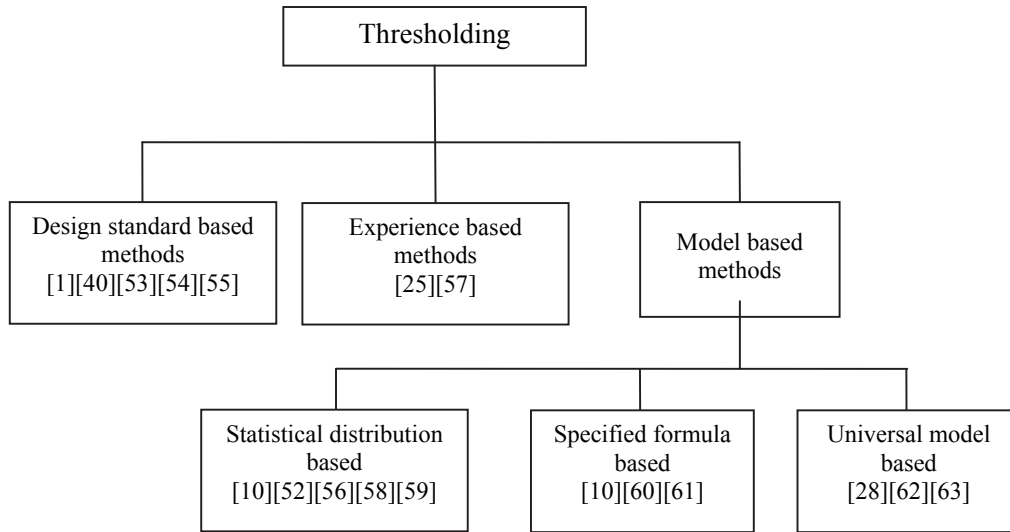 Thresholding
Design standard based
methods
[1][40][53][54][55]
Experience based
methods
[25][57]
Model based
methods
Statistical distribution
based
[10][52][56][58][59]
Specified formula
based
[10][60][61]
Universal model
based
[28][62][63]